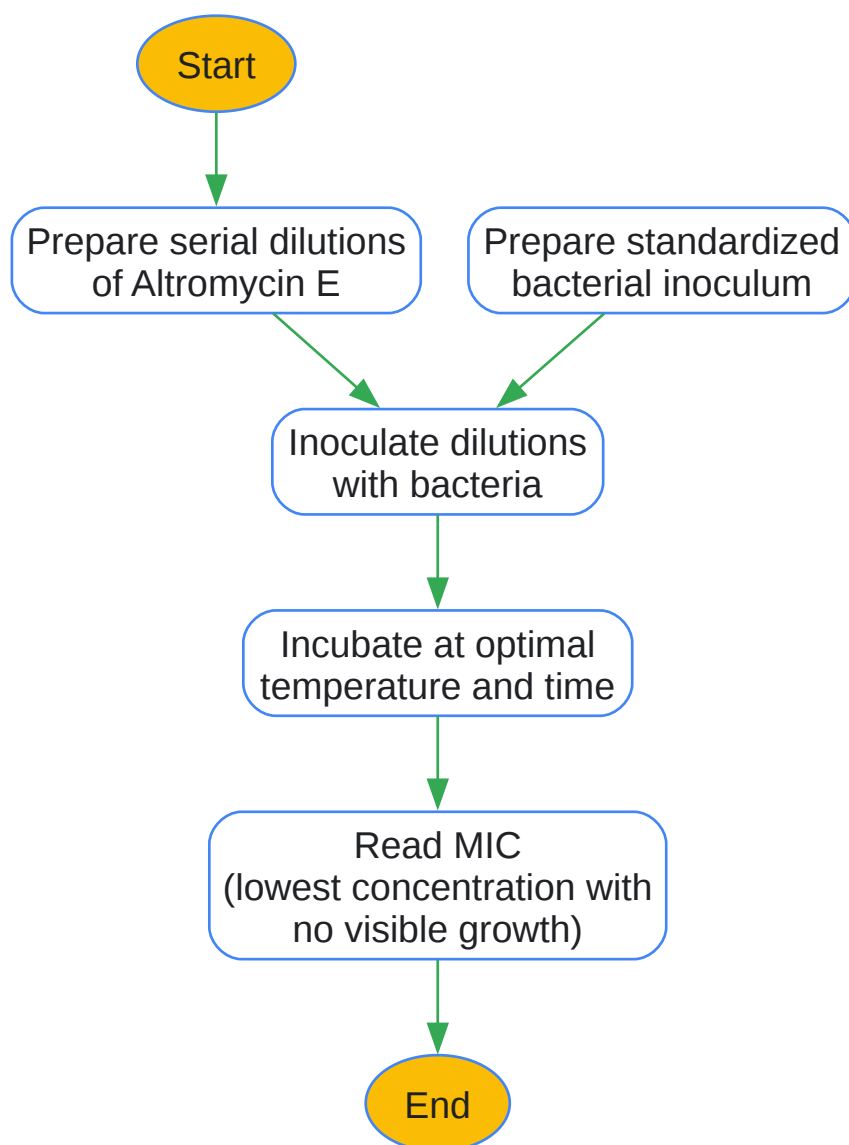 Start
Prepare serial dilutions
of Altromycin E
Prepare standardized
bacterial inoculum
Inoculate dilutions
with bacteria
Incubate at optimal
temperature and time
Read MIC
(lowest concentration with
no visible growth)
End